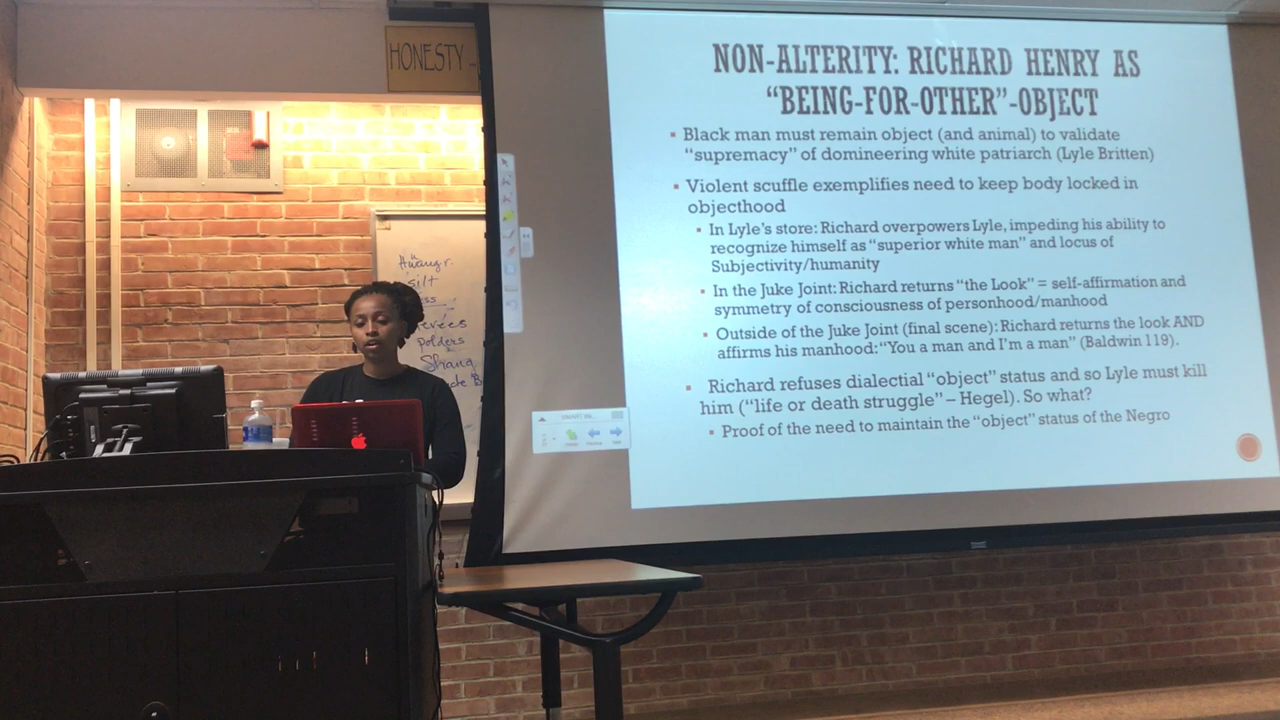 HONESTY -
NON-ALTERITY: RICHARD HENRY AS
“BEING-FOR-OTHER”-OBJECT
▪ Black man must remain object (and animal) to validate
“supremacy” of domineering white patriarch (Lyle Britten)
▪ Violent scuffle exemplifies need to keep body locked in
objecthood
▪ In Lyle’s store: Richard overpowers Lyle, impeding his ability to
recognize himself as “superior white man” and locus of
Subjectivity/humanity
▪ In the Juke Joint: Richard returns “the Look” = self-affirmation and
symmetry of consciousness of personhood/manhood
▪ Outside of the Juke Joint (final scene): Richard returns the look AND
affirms his manhood: “You a man and I’m a man” (Baldwin 119).
▪ Richard refuses dialectial “object” status and so Lyle must kill
him (“life or death struggle” – Hegel). So what?
▪ Proof of the need to maintain the “object” status of the Negro
silt
polders